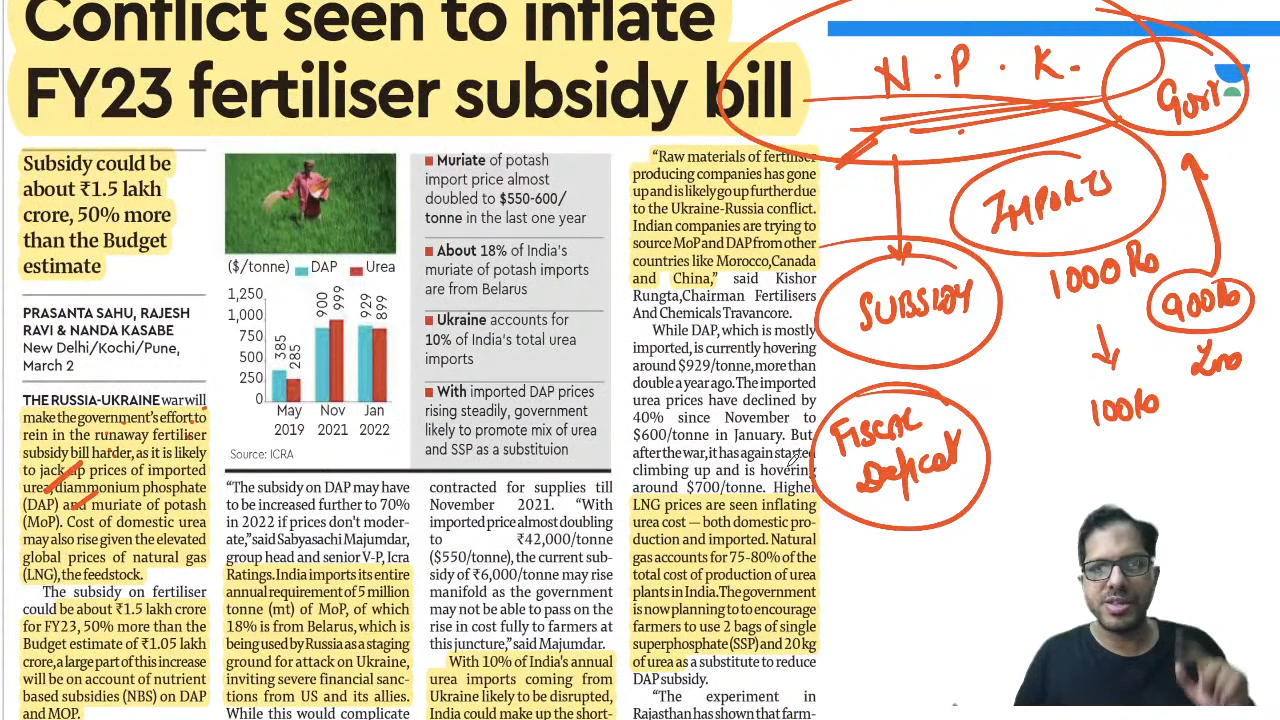 Conflict seen to inflate
FY23 fertiliser subsidy bill
Subsidy could be
about ₹1.5 lakh
crore, 50% more
than the Budget
estimate
PRASANTA SAHU, RAJESH
RAVI & NANDA KASABE
New Delhi/Kochi/Pune,
March 2
THE RUSSIA-UKRAINE war will
make the government's effort to
rein in the runaway fertiliser
subsidy bill harder, as it is likely
to jack up prices of imported
urea, diammonium phosphate
(DAP) and muriate of potash
(MoP). Cost of domestic urea
may also rise given the elevated
global prices of natural gas
(LNG), the feedstock.
The subsidy on fertiliser
could be about ₹1.5 lakh crore
for FY23, 50% more than the
Budget estimate of ₹1.05 lakh
crore, a large part of this increase
will be on account of nutrient
based subsidies (NBS) on DAP
and MOP.
($/tonne) DAP Urea
1,250
1,000
750
500
250
0
385
285
900
999
929
899
May
2019
Nov
2021
Jan
2022
Source: ICRA
Muriate of potash
import price almost
doubled to $550-600/
tonne in the last one year
About 18% of India's
muriate of potash imports
are from Belarus
Ukraine accounts for
10% of India's total urea
imports
With imported DAP prices
rising steadily, government
likely to promote mix of urea
and SSP as a substituion
"The subsidy on DAP may have
to be increased further to 70%
in 2022 if prices don't moder-
ate," said Sabyasachi Majumdar,
group head and senior V-P, Icra
Ratings. India imports its entire
annual requirement of 5 million
tonne (mt) of MoP, of which
18% is from Belarus, which is
being used by Russia as a staging
ground for attack on Ukraine,
inviting severe financial sanc-
tions from US and its allies.
While this would complicate
contracted for supplies till
November 2021. "With
imported price almost doubling
to ₹42,000/tonne
($550/tonne), the current sub-
sidy of ₹6,000/tonne may rise
manifold as the government
may not be able to pass on the
rise in cost fully to farmers at
this juncture," said Majumdar.
With 10% of India's annual
urea imports coming from
Ukraine likely to be disrupted,
India could make up the short-
"Raw materials of fertiliser
producing companies has gone
up and is likely go up further due
to the Ukraine-Russia conflict.
Indian companies are trying to
source MoP and DAP from other
countries like Morocco, Canada
and China," said Kishor
Rungta, Chairman Fertilisers
And Chemicals Travancore.
While DAP, which is mostly
imported, is currently hovering
around $929/tonne, more than
double a year ago. The imported
urea prices have declined by
40% since November to
$600/tonne in January. But
after the war, it has again started
climbing up and is hovering
around $700/tonne. Higher
LNG prices are seen inflating
urea cost — both domestic pro-
duction and imported. Natural
gas accounts for 75-80% of the
total cost of production of urea
plants in India. The government
is now planning to to encourage
farmers to use 2 bags of single
superphosphate (SSP) and 20 kg
of urea as a substitute to reduce
DAP subsidy.
"The experiment in
Rajasthan has shown that farm-
N . P . K .
Govt
IMPORTS
SUBSIDY
1000 Rs
900 Rs
100 Rs
Fiscal
Deficit